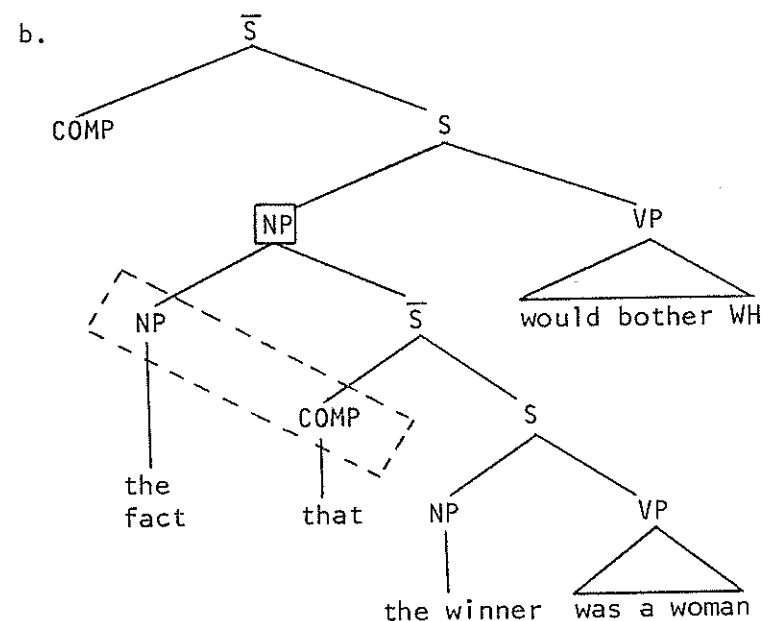 b.
S̅
COMP
S
NP
VP
NP
S̅
would bother WH
COMP
S
the
fact
that
NP
VP
the winner
was a woman